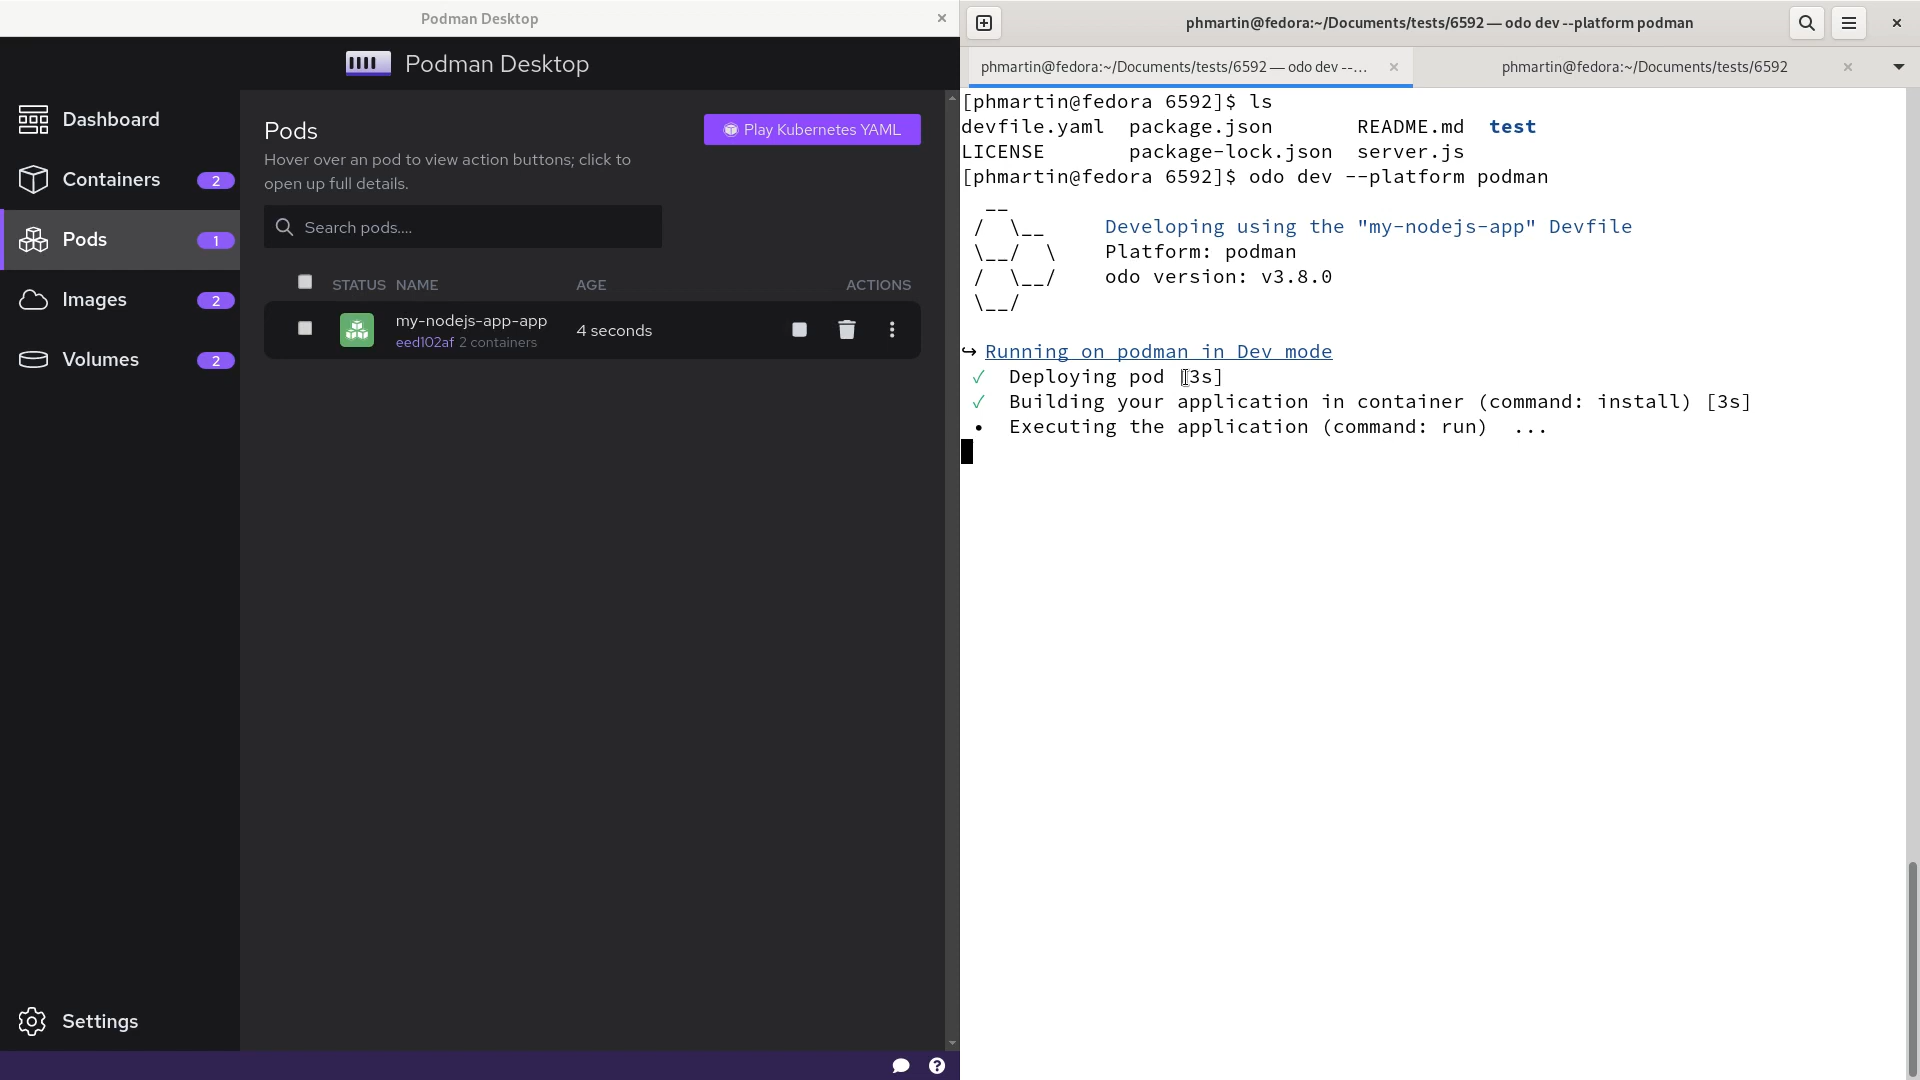 Podman Desktop
Podman Desktop
Dashboard
Containers 2
Pods 1
Images 2
Volumes 2
Settings
Pods
Play Kubernetes YAML
Hover over an pod to view action buttons; click to
open up full details.
Search pods....
STATUS NAME AGE ACTIONS
my-nodejs-app-app
eed102af 2 containers
4 seconds
phmartin@fedora:~/Documents/tests/6592 — odo dev --platform podman
phmartin@fedora:~/Documents/tests/6592 — odo dev --...
phmartin@fedora:~/Documents/tests/6592
[phmartin@fedora 6592]$ ls
devfile.yaml  package.json       README.md  test
LICENSE       package-lock.json  server.js
[phmartin@fedora 6592]$ odo dev --platform podman
  __
 /  \__     Developing using the "my-nodejs-app" Devfile
 \__/  \    Platform: podman
 /  \__/    odo version: v3.8.0
 \__/
↪ Running on podman in Dev mode
 ✓  Deploying pod [3s]
 ✓  Building your application in container (command: install) [3s]
 •  Executing the application (command: run)  ...